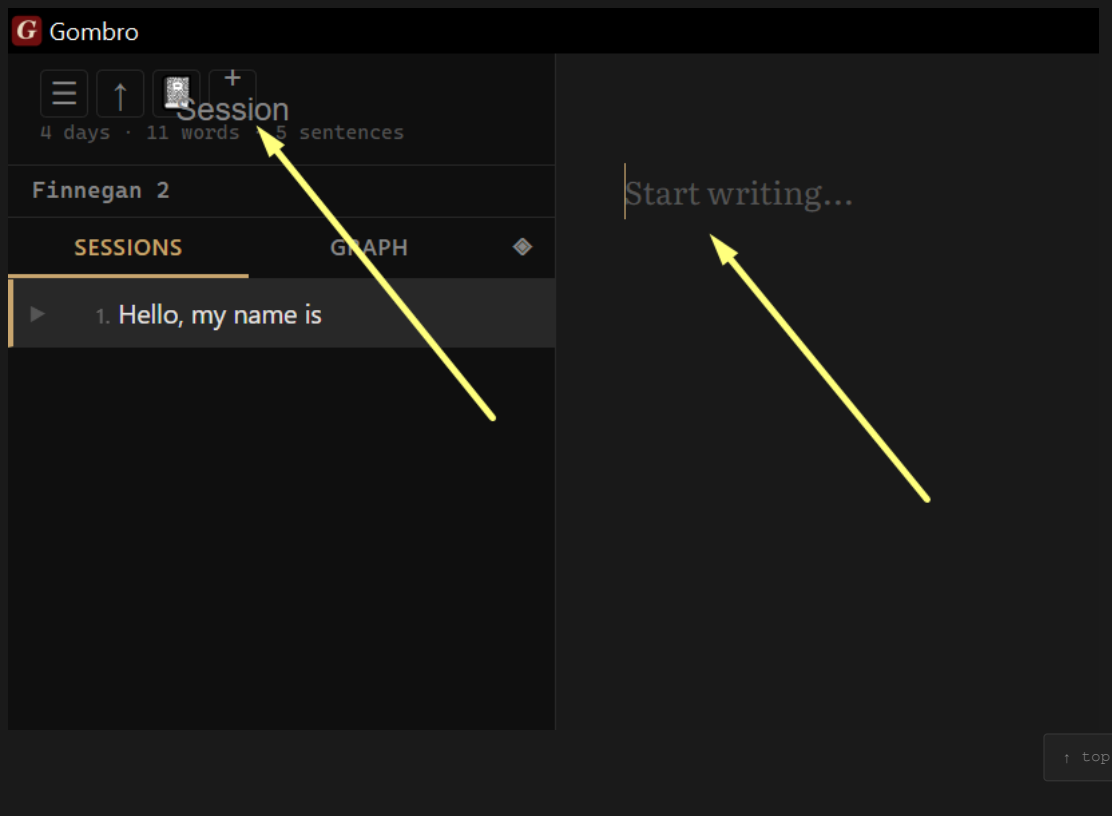 G Gombro
☰ ↑ +
Session
4 days · 11 words · 5 sentences
Finnegan 2
SESSIONS GRAPH ◈
▶ 1. Hello, my name is
Start writing...
↑ top